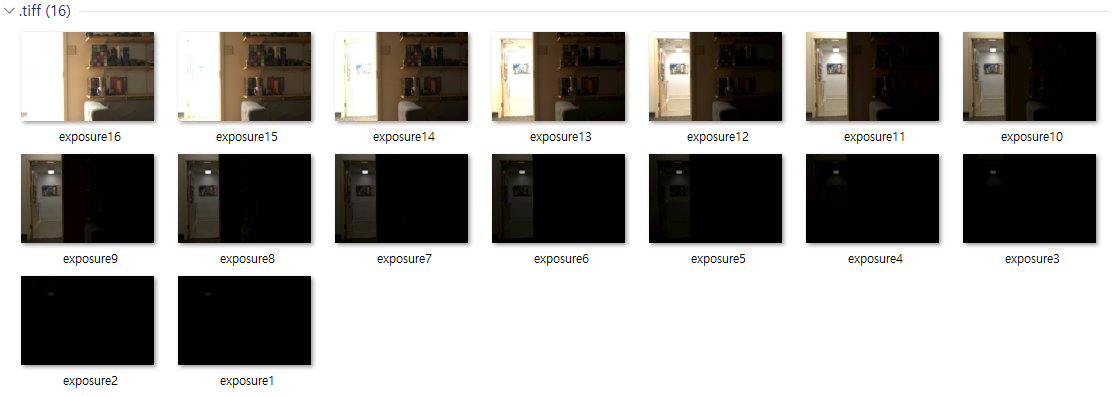 .tiff (16)
exposure16 exposure15 exposure14 exposure13 exposure12 exposure11 exposure10
exposure9 exposure8 exposure7 exposure6 exposure5 exposure4 exposure3
exposure2 exposure1